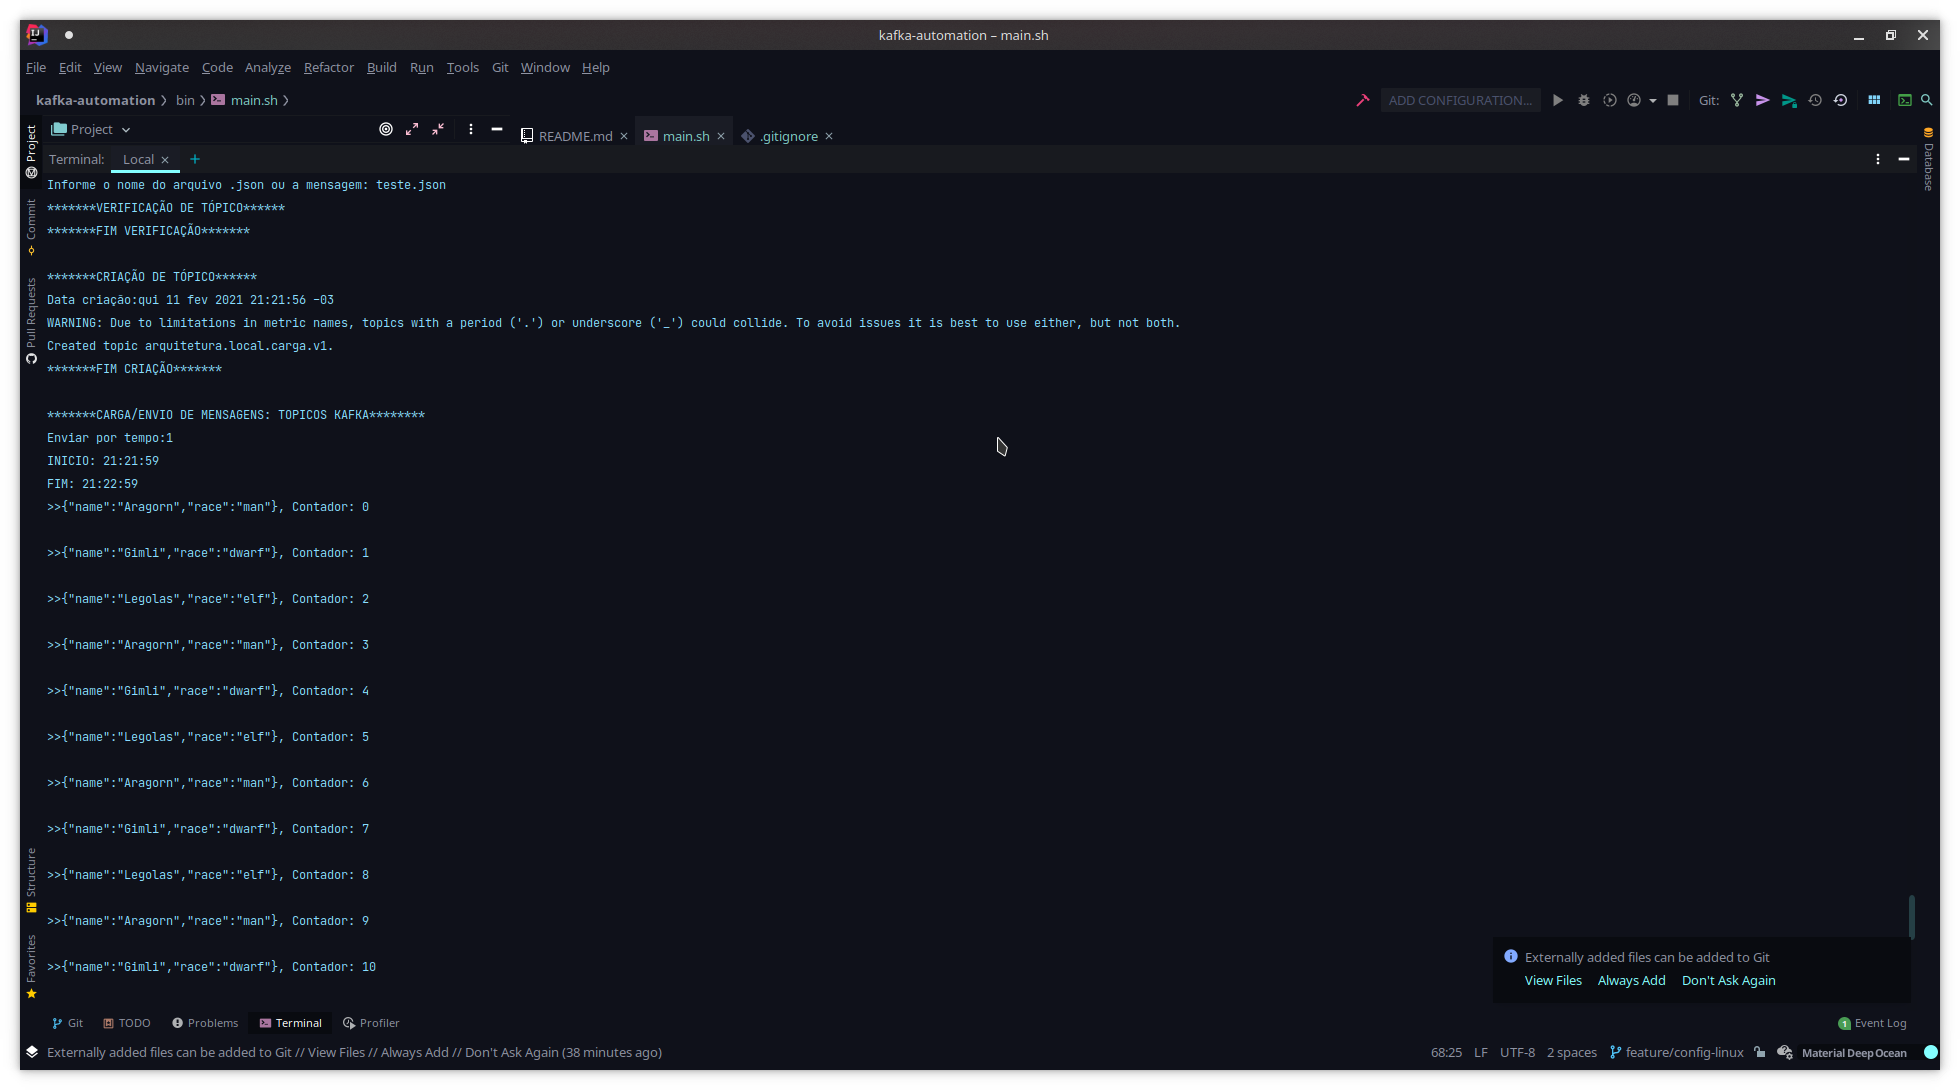 kafka-automation – main.sh
File Edit View Navigate Code Analyze Refactor Build Run Tools Git Window Help
kafka-automation bin main.sh ADD CONFIGURATION... Git:
Project README.md main.sh .gitignore
Terminal: Local
Informe o nome do arquivo .json ou a mensagem: teste.json
*******VERIFICAÇÃO DE TÓPICO******
*******FIM VERIFICAÇÃO*******
*******CRIAÇÃO DE TÓPICO******
Data criação:qui 11 fev 2021 21:21:56 -03
WARNING: Due to limitations in metric names, topics with a period ('.') or underscore ('_') could collide. To avoid issues it is best to use either, but not both.
Created topic arquitetura.local.carga.v1.
*******FIM CRIAÇÃO*******
*******CARGA/ENVIO DE MENSAGENS: TOPICOS KAFKA********
Enviar por tempo:1
INICIO: 21:21:59
FIM: 21:22:59
>>{"name":"Aragorn","race":"man"}, Contador: 0
>>{"name":"Gimli","race":"dwarf"}, Contador: 1
>>{"name":"Legolas","race":"elf"}, Contador: 2
>>{"name":"Aragorn","race":"man"}, Contador: 3
>>{"name":"Gimli","race":"dwarf"}, Contador: 4
>>{"name":"Legolas","race":"elf"}, Contador: 5
>>{"name":"Aragorn","race":"man"}, Contador: 6
>>{"name":"Gimli","race":"dwarf"}, Contador: 7
>>{"name":"Legolas","race":"elf"}, Contador: 8
>>{"name":"Aragorn","race":"man"}, Contador: 9
>>{"name":"Gimli","race":"dwarf"}, Contador: 10
Project
Commit
Pull Requests
Structure
Favorites
Database
Externally added files can be added to Git
View Files Always Add Don't Ask Again
Git TODO Problems Terminal Profiler 1 Event Log
Externally added files can be added to Git // View Files // Always Add // Don't Ask Again (38 minutes ago) 68:25 LF UTF-8 2 spaces feature/config-linux Material Deep Ocean